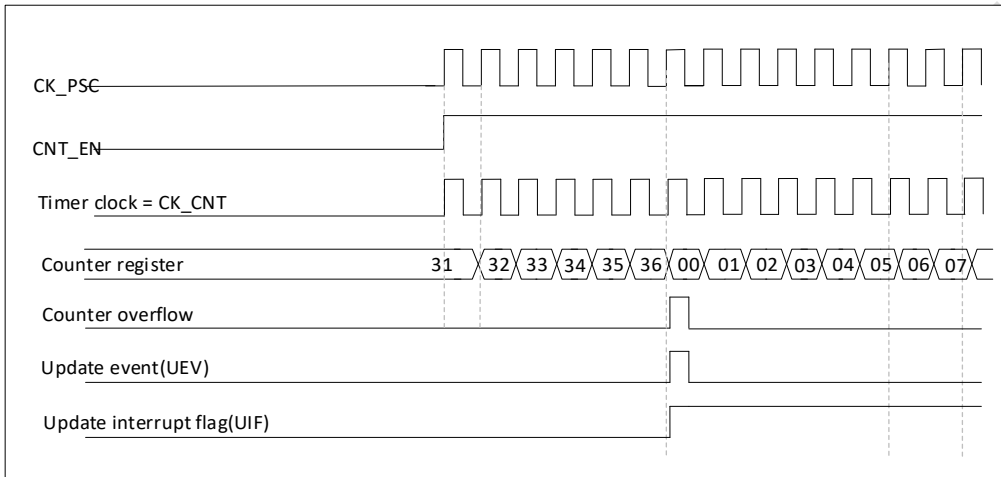 CK_PSC
CNT_EN
Timer clock = CK_CNT
Counter register 31 32 33 34 35 36 00 01 02 03 04 05 06 07
Counter overflow
Update event(UEV)
Update interrupt flag(UIF)